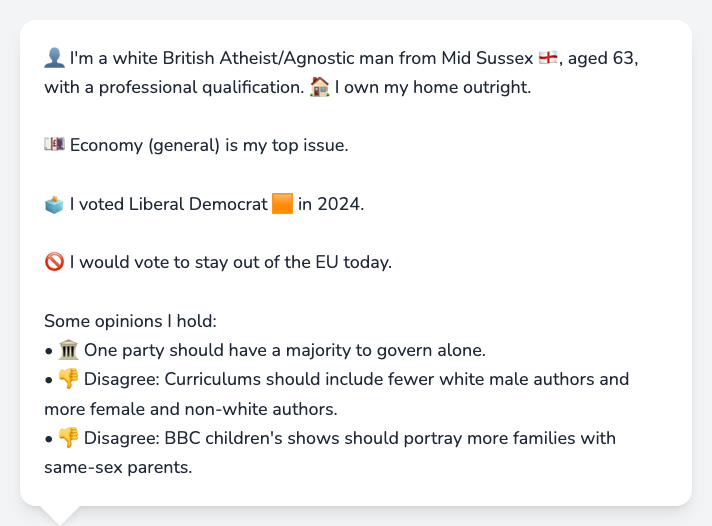 👤 I'm a white British Atheist/Agnostic man from Mid Sussex 🏴󠁧󠁢󠁥󠁮󠁧󠁿, aged 63,
with a professional qualification. 🏠 I own my home outright.
💷 Economy (general) is my top issue.
🗳️ I voted Liberal Democrat 🟧 in 2024.
🚫 I would vote to stay out of the EU today.
Some opinions I hold:
• 🏛️ One party should have a majority to govern alone.
• 👎 Disagree: Curriculums should include fewer white male authors and
more female and non-white authors.
• 👎 Disagree: BBC children's shows should portray more families with
same-sex parents.